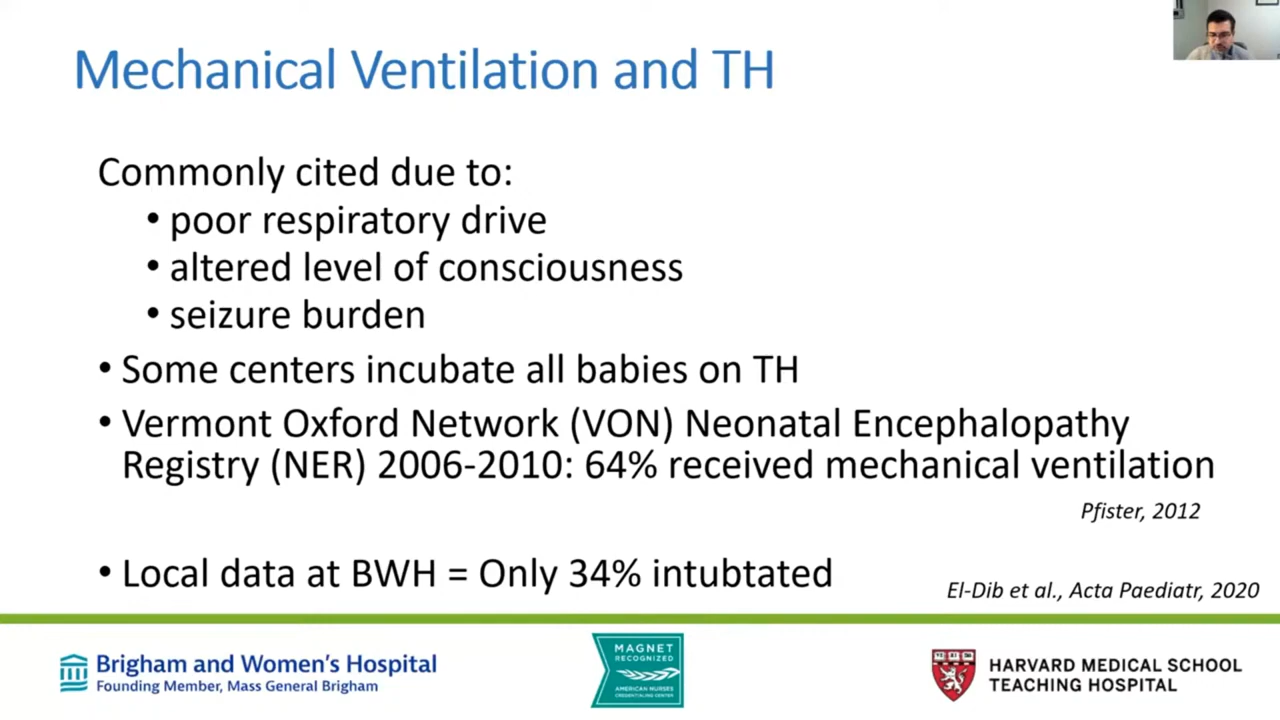 Mechanical Ventilation and TH
Commonly cited due to:
• poor respiratory drive
• altered level of consciousness
• seizure burden
• Some centers incubate all babies on TH
• Vermont Oxford Network (VON) Neonatal Encephalopathy
Registry (NER) 2006-2010: 64% received mechanical ventilation
Pfister, 2012
• Local data at BWH = Only 34% intubtated
El-Dib et al., Acta Paediatr, 2020
Brigham and Women's Hospital
Founding Member, Mass General Brigham
MAGNET
RECOGNIZED
AMERICAN NURSES
CREDENTIALING CENTER
VE RI TAS
HARVARD MEDICAL SCHOOL
TEACHING HOSPITAL